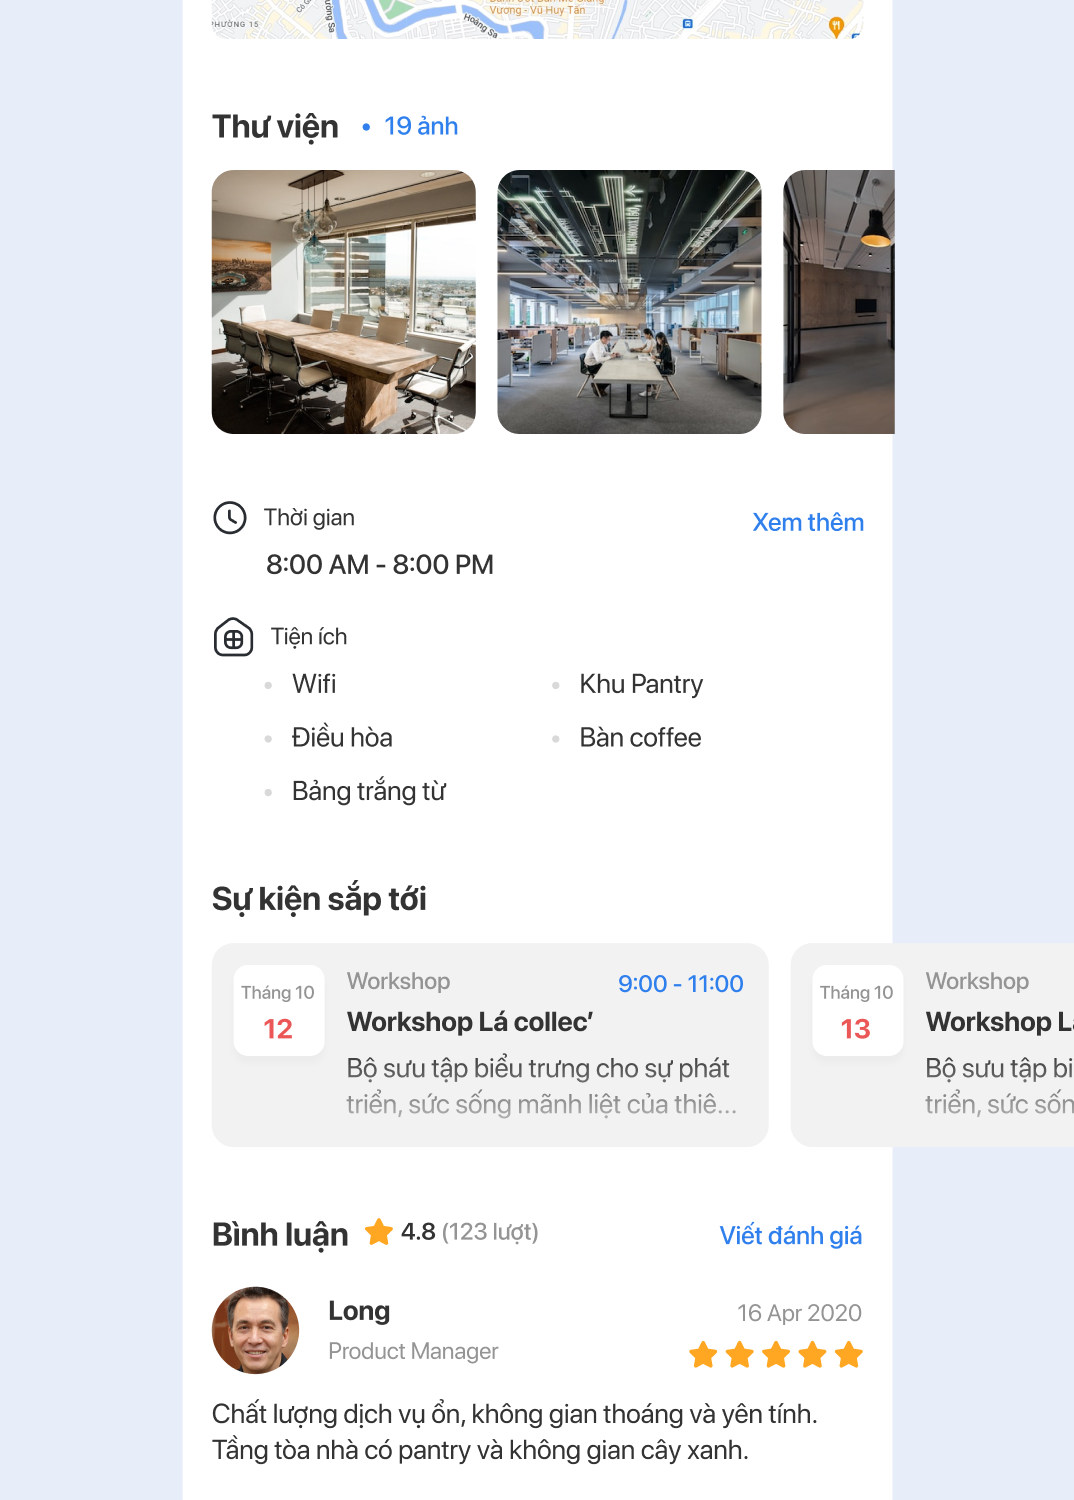 Vương - Vũ Huy Tấn
HƯỜNG 15
Hoàng Sa
Thư viện • 19 ảnh
Thời gian
Xem thêm
8:00 AM - 8:00 PM
Tiện ích
Wifi
Khu Pantry
Điều hòa
Bàn coffee
Bảng trắng từ
Sự kiện sắp tới
Tháng 10
12
Workshop
9:00 - 11:00
Workshop Lá collec’
Bộ sưu tập biểu trưng cho sự phát
triển, sức sống mãnh liệt của thiê...
Tháng 10
13
Workshop
Workshop Lá
Bộ sưu tập bi
triển, sức sốn
Bình luận 4.8 (123 lượt)
Viết đánh giá
Long
16 Apr 2020
Product Manager
Chất lượng dịch vụ ổn, không gian thoáng và yên tính.
Tầng tòa nhà có pantry và không gian cây xanh.